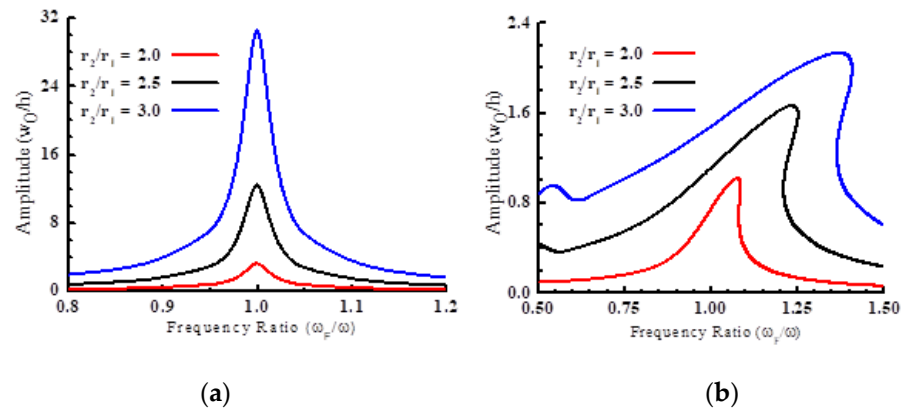 32
24
16
8
0
Amplitude (w₀/h)
r₂/r₁ = 2.0
r₂/r₁ = 2.5
r₂/r₁ = 3.0
0.8 0.9 1.0 1.1 1.2
Frequency Ratio (ω_F/ω)
(a)
2.4
1.6
0.8
0.0
Amplitude (w₀/h)
r₂/r₁ = 2.0
r₂/r₁ = 2.5
r₂/r₁ = 3.0
0.50 0.75 1.00 1.25 1.50
Frequency Ratio (ω_F/ω)
(b)